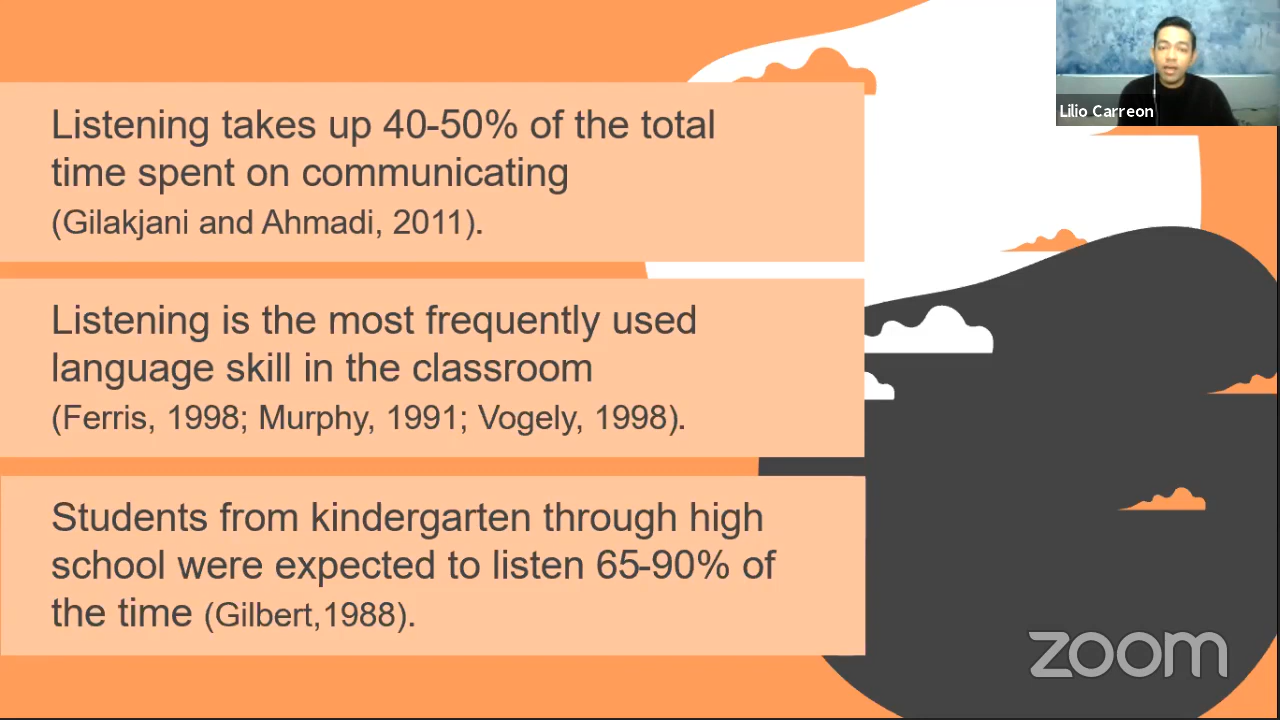 Listening takes up 40-50% of the total
time spent on communicating
(Gilakjani and Ahmadi, 2011).
Listening is the most frequently used
language skill in the classroom
(Ferris, 1998; Murphy, 1991; Vogely, 1998).
Students from kindergarten through high
school were expected to listen 65-90% of
the time (Gilbert,1988).
Lilio Carreon
zoom